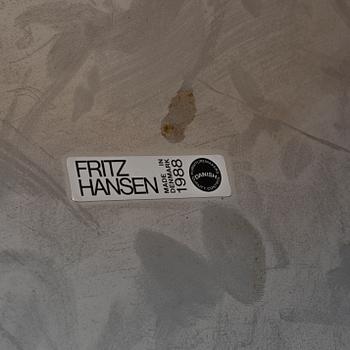 FRITZ
HANSEN
MADE IN
DENMARK
1988
DANISH